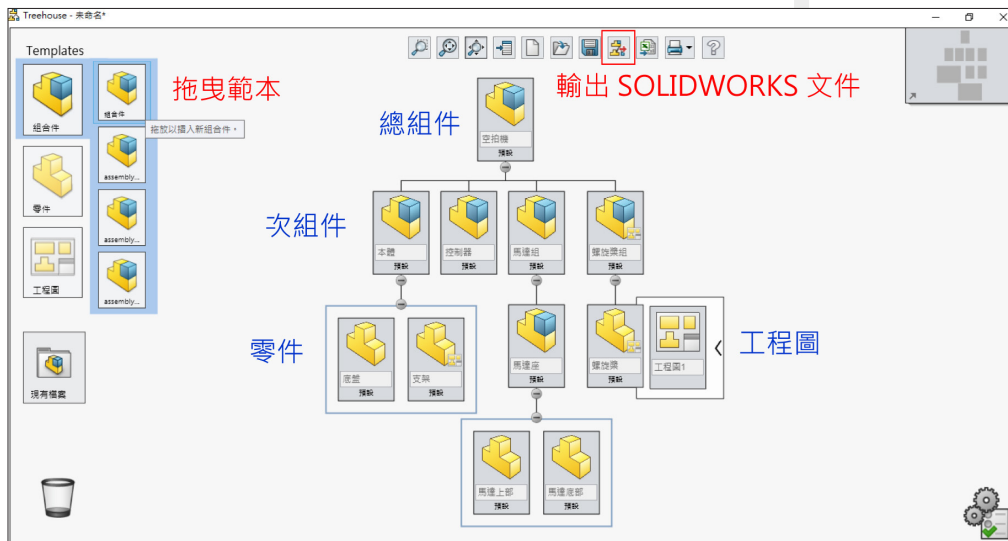 Treehouse - 未命名*
Templates
組合件
組合件
拖曳範本
輸出 SOLIDWORKS 文件
拖放以插入新組合件。
assembly...
零件
assembly...
工程圖
assembly...
現有檔案
總組件
空拍機
預設
次組件
本體
預設
控制器
預設
馬達組
預設
螺旋槳組
預設
零件
底蓋
預設
支架
預設
馬達座
預設
螺旋槳
預設
工程圖1
工程圖
馬達上部
預設
馬達底部
預設